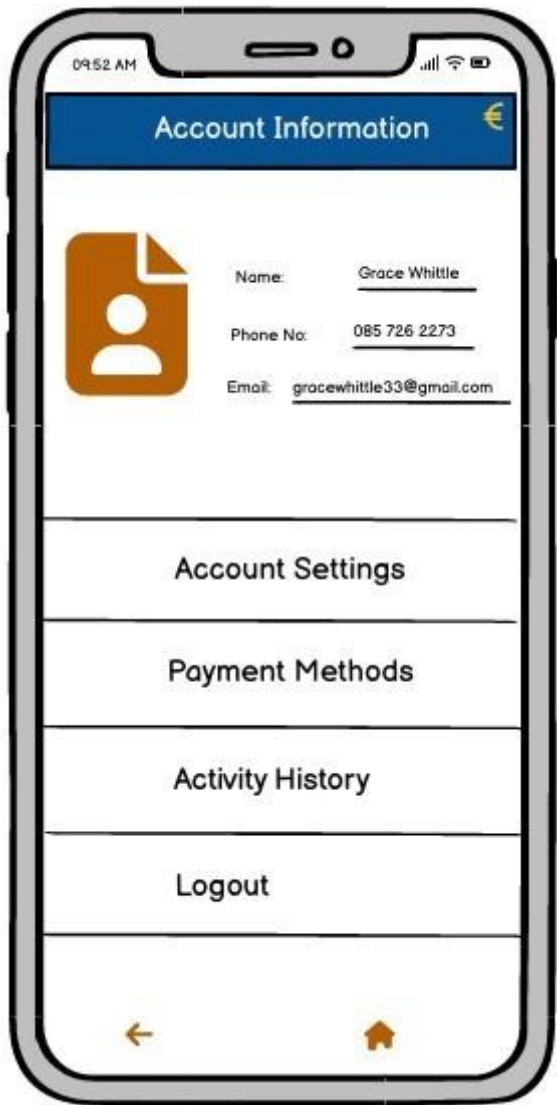 09:52 AM
Account Information €
Name: Grace Whittle
Phone No: 085 726 2273
Email: gracewhittle33@gmail.com
Account Settings
Payment Methods
Activity History
Logout